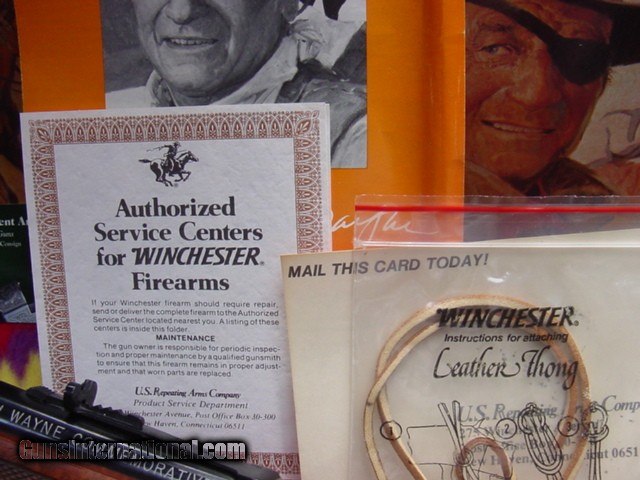 Authorized
Service Centers
for WINCHESTER®
Firearms
If your Winchester firearm should require repair,
send or deliver the complete firearm to the Authorized
Service Center located nearest you. A listing of these
centers is inside this folder.
MAINTENANCE
The gun owner is responsible for periodic inspec-
tion and proper maintenance by a qualified gunsmith
to ensure that this firearm remains in proper adjust-
ment and that worn parts are replaced.
U.S. Repeating Arms Company
Product Service Department
Winchester Avenue, Post Office Box 30-300
Haven, Connecticut 06511
MAIL THIS CARD TODAY!
WINCHESTER®
Instructions for attaching
Leather Thong
U.S. Repeating Arms
1 2 3 4
WAYNE
GunsInternational.com